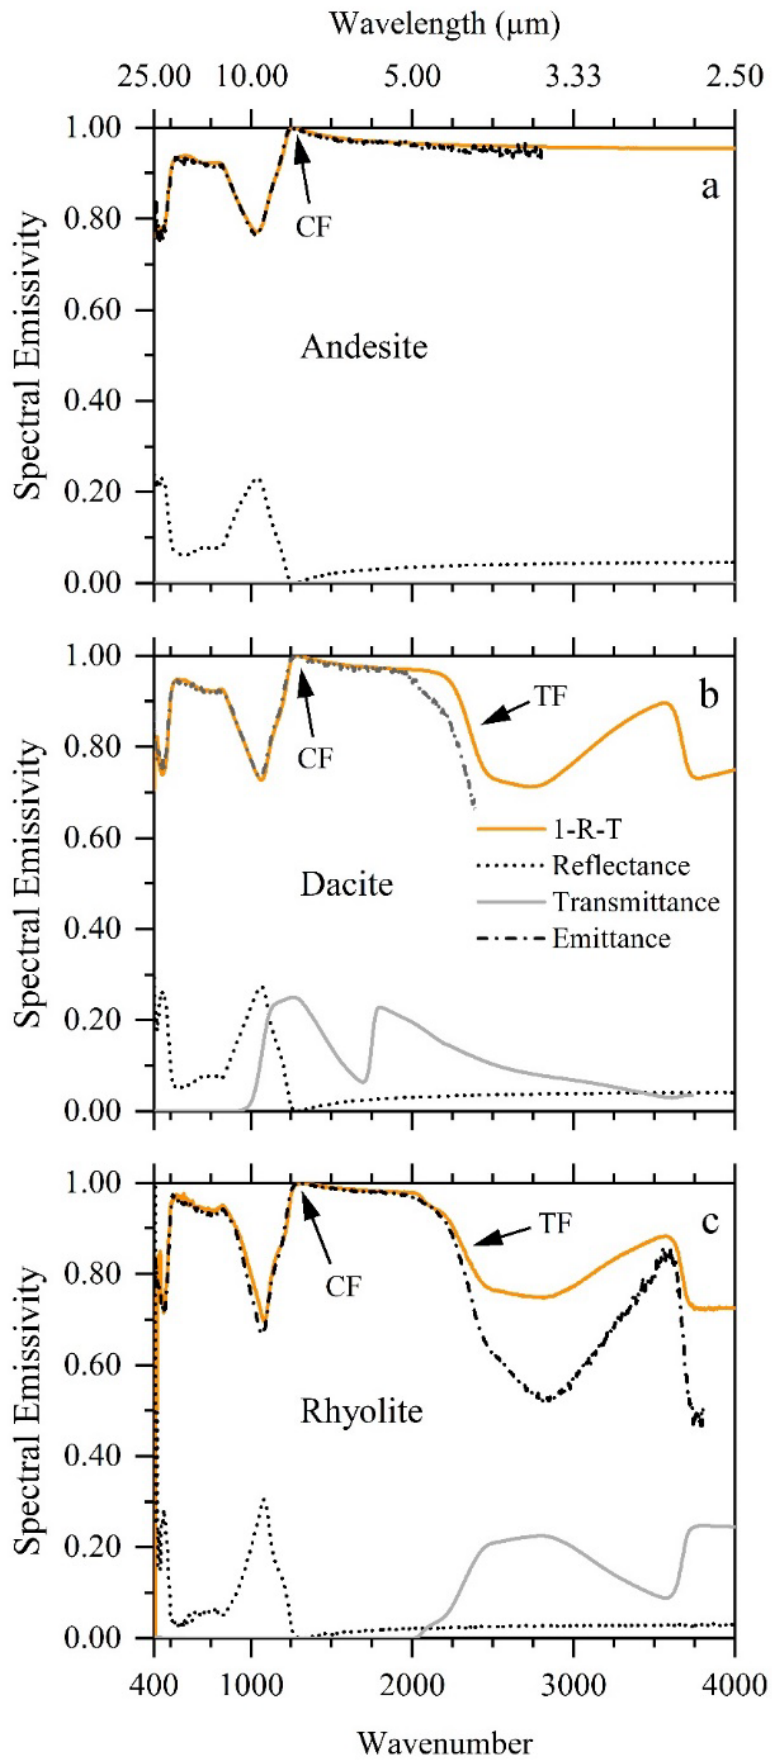 Wavelength (µm)
25.00 10.00 5.00 3.33 2.50
1.00
a
0.80
CF
0.60
Andesite
0.40
0.20
0.00
Spectral Emissivity
1.00
b
TF
0.80
CF
1-R-T
0.60
Reflectance
Dacite
Transmittance
0.40
Emittance
0.20
0.00
Spectral Emissivity
1.00
c
TF
0.80
CF
0.60
Rhyolite
0.40
0.20
0.00
Spectral Emissivity
400 1000 2000 3000 4000
Wavenumber